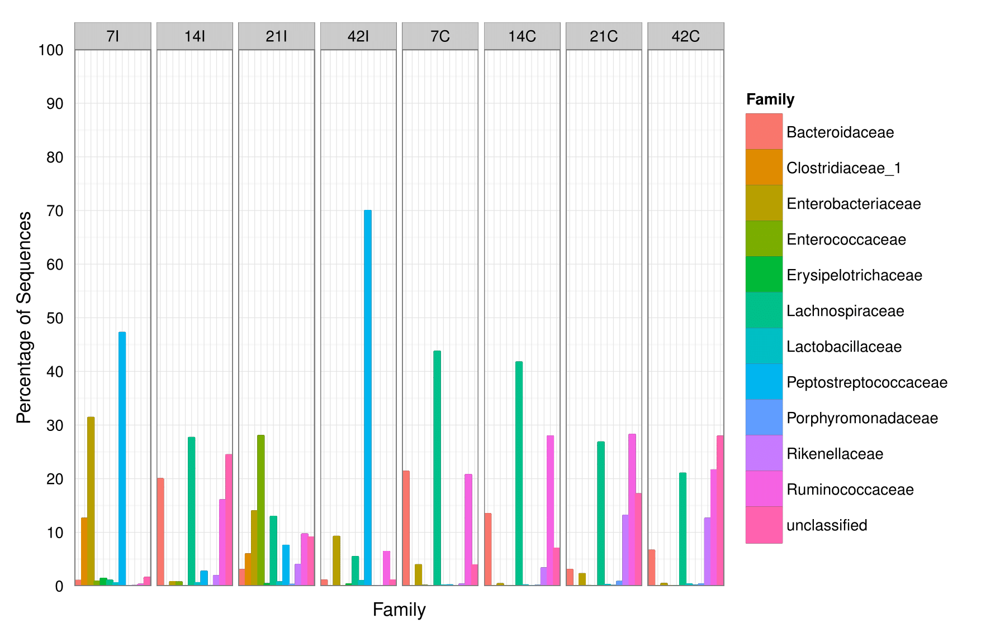 7I 14I 21I 42I 7C 14C 21C 42C
100
90
80
70
60
50
40
30
20
10
0
Percentage of Sequences
Family
Family
Bacteroidaceae
Clostridiaceae_1
Enterobacteriaceae
Enterococcaceae
Erysipelotrichaceae
Lachnospiraceae
Lactobacillaceae
Peptostreptococcaceae
Porphyromonadaceae
Rikenellaceae
Ruminococcaceae
unclassified